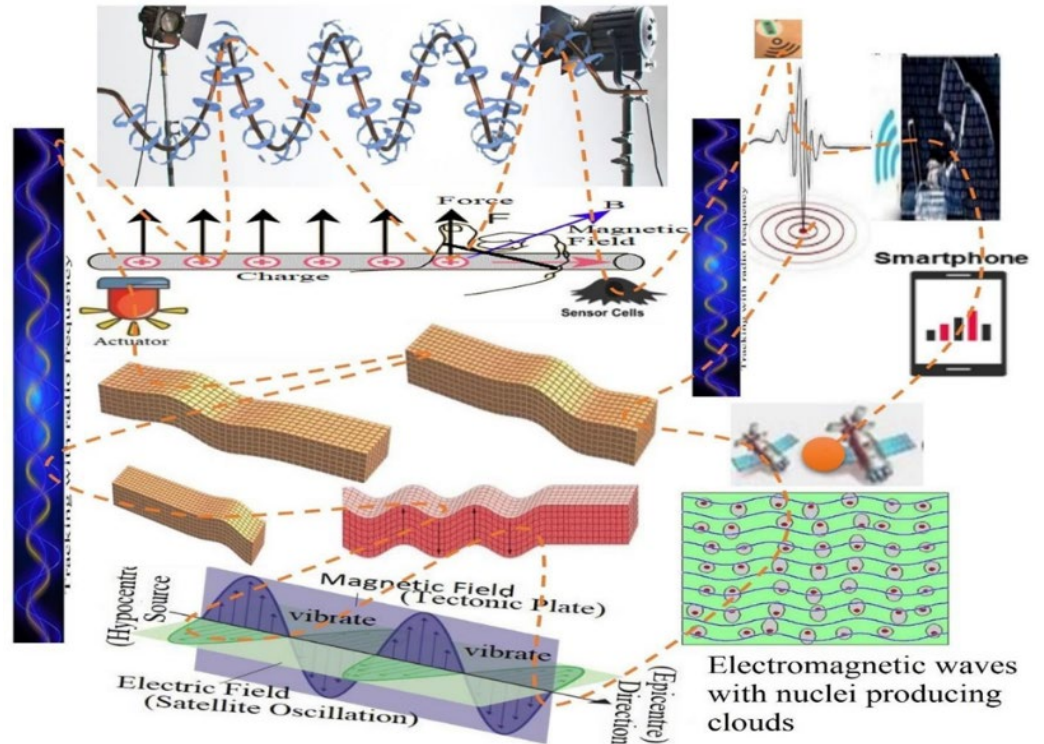 Force
F
B
Magnetic
Field
Charge
Actuator
Sensor Cells
Tracking with radio frequency
Tracking with radio frequency
Smartphone
Magnetic Field
(Tectonic Plate)
(Hypocentre
Source
vibrate
vibrate
Electric Field
(Satellite Oscillation)
(Epicentre)
Direction
Electromagnetic waves
with nuclei producing
clouds